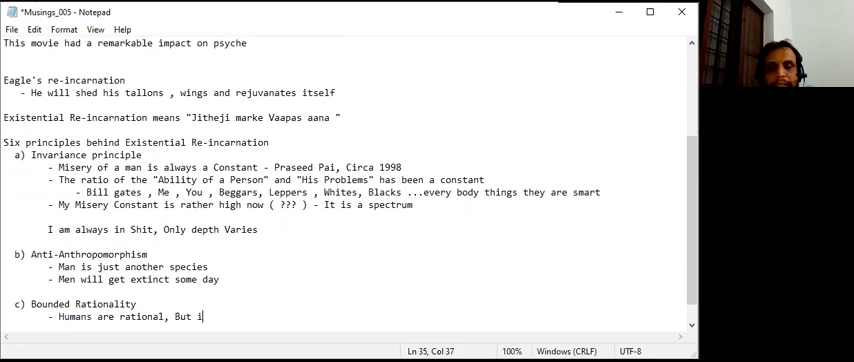 *Musings_005 - Notepad
File Edit Format View Help
This movie had a remarkable impact on psyche
Eagle's re-incarnation
- He will shed his tallons , wings and rejuvanates itself
Existential Re-incarnation means "Jitheji marke Vaapas aana "
Six principles behind Existential Re-incarnation
a) Invariance principle
- Misery of a man is always a Constant - Praseed Pai, Circa 1998
- The ratio of the "Ability of a Person" and "His Problems" has been a constant
- Bill gates , Me , You , Beggars, Leppers , Whites, Blacks ...every body things they are smart
- My Misery Constant is rather high now ( ??? ) - It is a spectrum
I am always in Shit, Only depth Varies
b) Anti-Anthropomorphism
- Man is just another species
- Men will get extinct some day
c) Bounded Rationality
- Humans are rational, But i
Ln 35, Col 37 100% Windows (CRLF) UTF-8